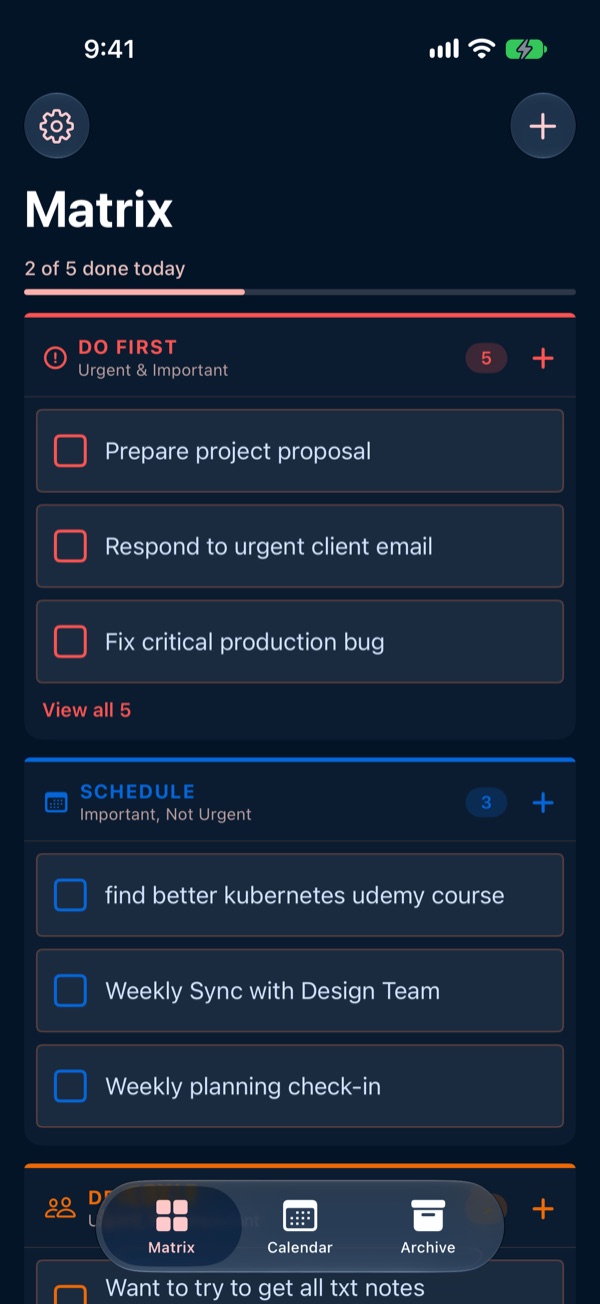 9:41
Matrix
2 of 5 done today
DO FIRST
Urgent & Important
5
Prepare project proposal
Respond to urgent client email
Fix critical production bug
View all 5
SCHEDULE
Important, Not Urgent
3
find better kubernetes udemy course
Weekly Sync with Design Team
Weekly planning check-in
Want to try to get all txt notes
Matrix
Calendar
Archive